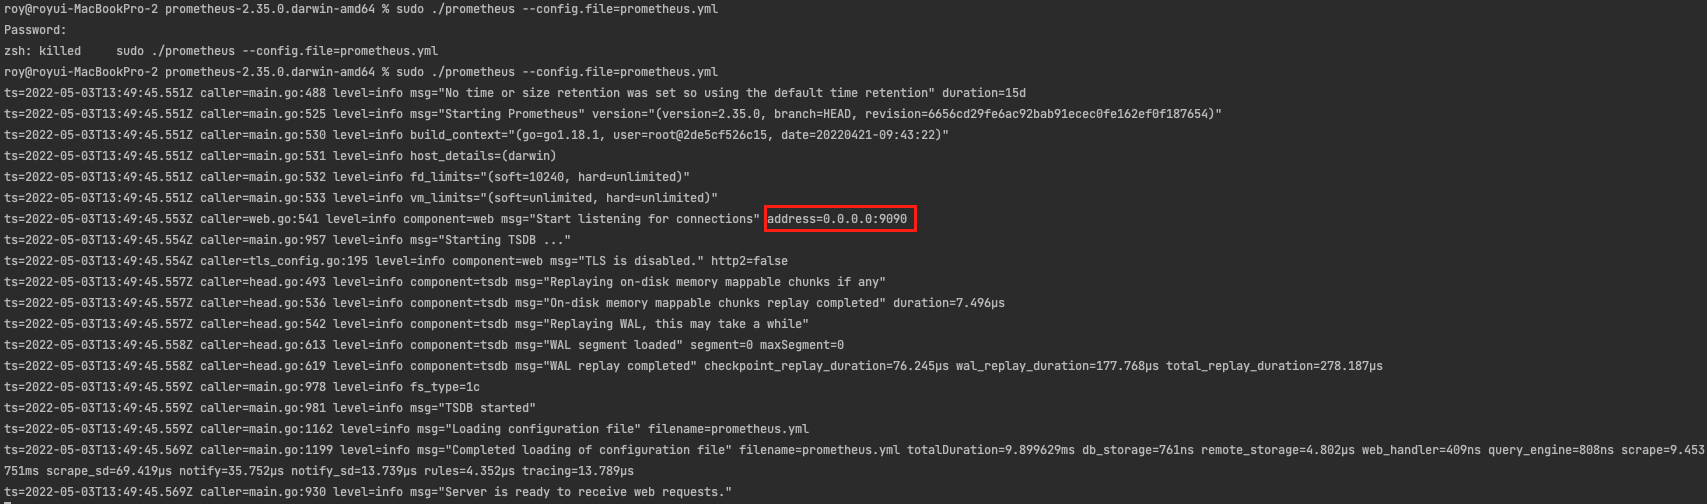 roy@royui-MacBookPro-2 prometheus-2.35.0.darwin-amd64 % sudo ./prometheus --config.file=prometheus.yml
Password:
zsh: killed     sudo ./prometheus --config.file=prometheus.yml
roy@royui-MacBookPro-2 prometheus-2.35.0.darwin-amd64 % sudo ./prometheus --config.file=prometheus.yml
ts=2022-05-03T13:49:45.551Z caller=main.go:488 level=info msg="No time or size retention was set so using the default time retention" duration=15d
ts=2022-05-03T13:49:45.551Z caller=main.go:525 level=info msg="Starting Prometheus" version="(version=2.35.0, branch=HEAD, revision=6656cd29fe6ac92bab91ecec0fe162ef0f187654)"
ts=2022-05-03T13:49:45.551Z caller=main.go:530 level=info build_context="(go=go1.18.1, user=root@2de5cf526c15, date=20220421-09:43:22)"
ts=2022-05-03T13:49:45.551Z caller=main.go:531 level=info host_details=(darwin)
ts=2022-05-03T13:49:45.551Z caller=main.go:532 level=info fd_limits="(soft=10240, hard=unlimited)"
ts=2022-05-03T13:49:45.551Z caller=main.go:533 level=info vm_limits="(soft=unlimited, hard=unlimited)"
ts=2022-05-03T13:49:45.553Z caller=web.go:541 level=info component=web msg="Start listening for connections" address=0.0.0.0:9090
ts=2022-05-03T13:49:45.554Z caller=main.go:957 level=info msg="Starting TSDB ..."
ts=2022-05-03T13:49:45.554Z caller=tls_config.go:195 level=info component=web msg="TLS is disabled." http2=false
ts=2022-05-03T13:49:45.557Z caller=head.go:493 level=info component=tsdb msg="Replaying on-disk memory mappable chunks if any"
ts=2022-05-03T13:49:45.557Z caller=head.go:536 level=info component=tsdb msg="On-disk memory mappable chunks replay completed" duration=7.496µs
ts=2022-05-03T13:49:45.557Z caller=head.go:542 level=info component=tsdb msg="Replaying WAL, this may take a while"
ts=2022-05-03T13:49:45.558Z caller=head.go:613 level=info component=tsdb msg="WAL segment loaded" segment=0 maxSegment=0
ts=2022-05-03T13:49:45.558Z caller=head.go:619 level=info component=tsdb msg="WAL replay completed" checkpoint_replay_duration=76.245µs wal_replay_duration=177.768µs total_replay_duration=278.187µs
ts=2022-05-03T13:49:45.559Z caller=main.go:978 level=info fs_type=1c
ts=2022-05-03T13:49:45.559Z caller=main.go:981 level=info msg="TSDB started"
ts=2022-05-03T13:49:45.559Z caller=main.go:1162 level=info msg="Loading configuration file" filename=prometheus.yml
ts=2022-05-03T13:49:45.569Z caller=main.go:1199 level=info msg="Completed loading of configuration file" filename=prometheus.yml totalDuration=9.899629ms db_storage=761ns remote_storage=4.802µs web_handler=409ns query_engine=808ns scrape=9.453
751ms scrape_sd=69.419µs notify=35.752µs notify_sd=13.739µs rules=4.352µs tracing=13.789µs
ts=2022-05-03T13:49:45.569Z caller=main.go:930 level=info msg="Server is ready to receive web requests."